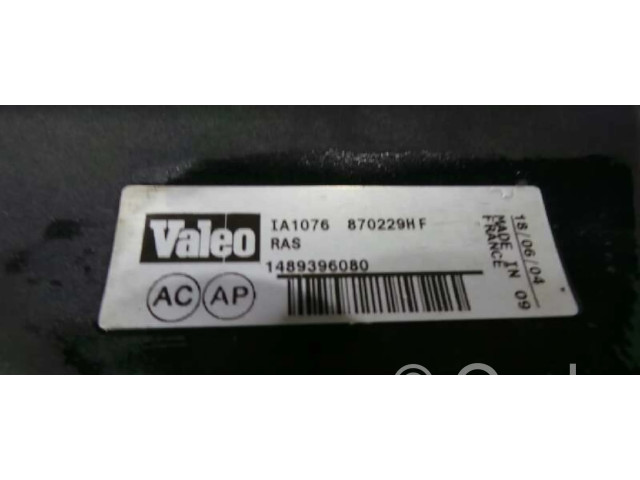 Valeo
IA1076 870229HF
RAS
1489396080
AC AP
18/06/04
MADE IN
FRANCE
09